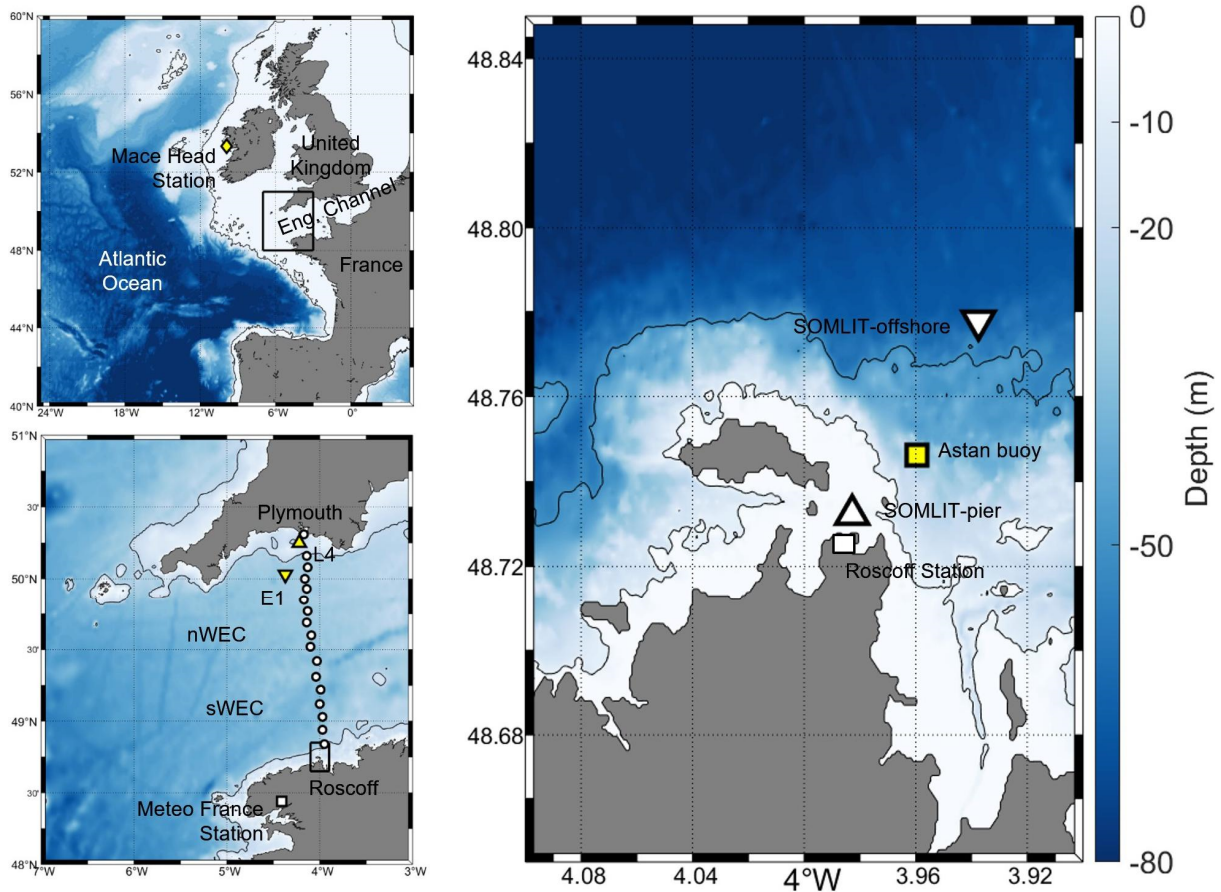 60°N
56°N
52°N
48°N
44°N
40°N
24°W
18°W
12°W
6°W
0°
Mace Head
Station
United
Kingdom
Eng. Channel
Atlantic
Ocean
France
51°N
30'
50°N
30'
49°N
30'
48°N
7°W
6°W
5°W
4°W
3°W
Plymouth
L4
E1
nWEC
sWEC
Roscoff
Meteo France
Station
48.84
48.80
48.76
48.72
48.68
4.08
4.04
4°W
3.96
3.92
SOMLIT-offshore
Astan buoy
SOMLIT-pier
Roscoff Station
0
-10
-20
-50
-80
Depth (m)